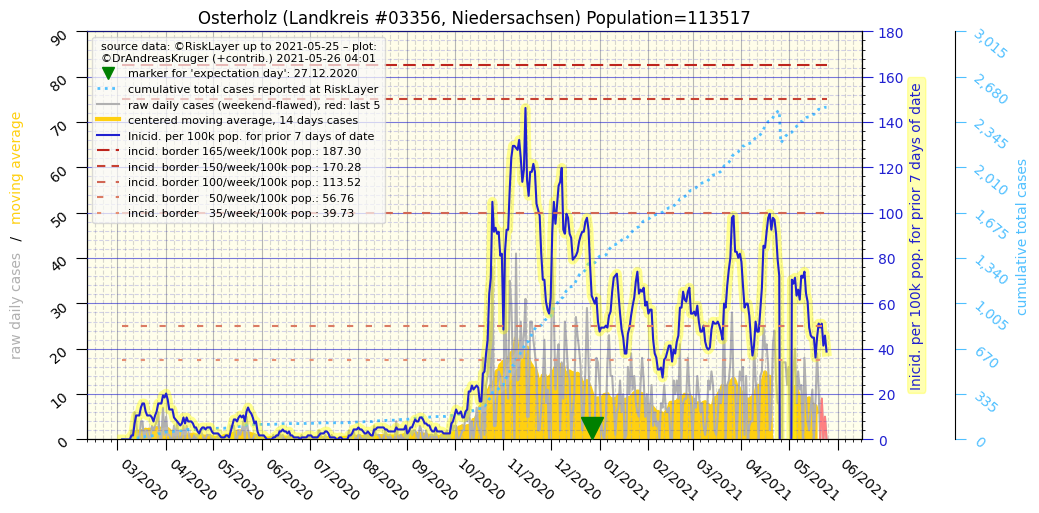 Osterholz (Landkreis #03356, Niedersachsen) Population=113517
source data: ©RiskLayer up to 2021-05-25 – plot:
©DrAndreasKruger (+contrib.) 2021-05-26 04:01
marker for 'expectation day': 27.12.2020
cumulative total cases reported at RiskLayer
raw daily cases (weekend-flawed), red: last 5
centered moving average, 14 days cases
Inicid. per 100k pop. for prior 7 days of date
incid. border 165/week/100k pop.: 187.30
incid. border 150/week/100k pop.: 170.28
incid. border 100/week/100k pop.: 113.52
incid. border 50/week/100k pop.: 56.76
incid. border 35/week/100k pop.: 39.73
raw daily cases / moving average
90
80
70
60
50
40
30
20
10
0
03/2020
04/2020
05/2020
06/2020
07/2020
08/2020
09/2020
10/2020
11/2020
12/2020
01/2021
02/2021
03/2021
04/2021
05/2021
06/2021
180
160
140
120
100
80
60
40
20
0
Inicid. per 100k pop. for prior 7 days of date
3,015
2,680
2,345
2,010
1,675
1,340
1,005
670
335
0
cumulative total cases